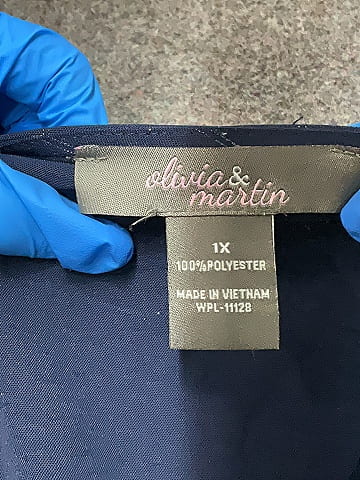 olivia &
martin
1X
100% POLYESTER
MADE IN VIETNAM
WPL-11128